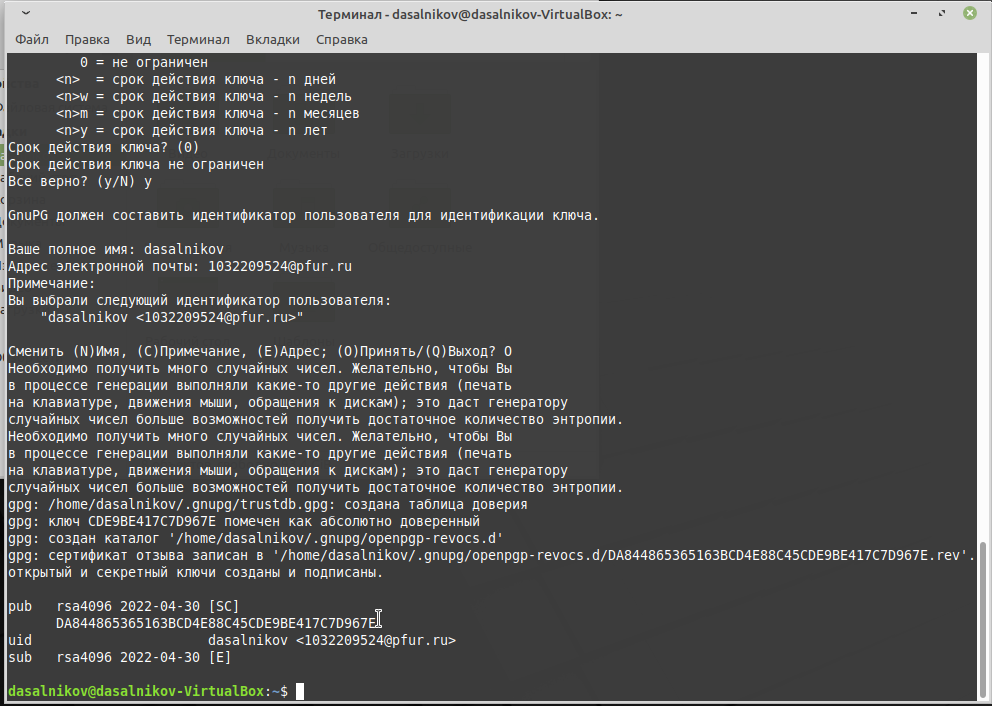 Терминал - dasalnikov@dasalnikov-VirtualBox: ~
Файл Правка Вид Терминал Вкладки Справка
0 = не ограничен
<n>  = срок действия ключа - n дней
<n>w = срок действия ключа - n недель
<n>m = срок действия ключа - n месяцев
<n>y = срок действия ключа - n лет
Срок действия ключа? (0)
Срок действия ключа не ограничен
Все верно? (y/N) y
GnuPG должен составить идентификатор пользователя для идентификации ключа.
Ваше полное имя: dasalnikov
Адрес электронной почты: 1032209524@pfur.ru
Примечание:
Вы выбрали следующий идентификатор пользователя:
"dasalnikov <1032209524@pfur.ru>"
Сменить (N)Имя, (C)Примечание, (E)Адрес; (O)Принять/(Q)Выход? O
Необходимо получить много случайных чисел. Желательно, чтобы Вы
в процессе генерации выполняли какие-то другие действия (печать
на клавиатуре, движения мыши, обращения к дискам); это даст генератору
случайных чисел больше возможностей получить достаточное количество энтропии.
Необходимо получить много случайных чисел. Желательно, чтобы Вы
в процессе генерации выполняли какие-то другие действия (печать
на клавиатуре, движения мыши, обращения к дискам); это даст генератору
случайных чисел больше возможностей получить достаточное количество энтропии.
gpg: /home/dasalnikov/.gnupg/trustdb.gpg: создана таблица доверия
gpg: ключ CDE9BE417C7D967E помечен как абсолютно доверенный
gpg: создан каталог '/home/dasalnikov/.gnupg/openpgp-revocs.d'
gpg: сертификат отзыва записан в '/home/dasalnikov/.gnupg/openpgp-revocs.d/DA844865365163BCD4E88C45CDE9BE417C7D967E.rev'.
открытый и секретный ключи созданы и подписаны.
pub   rsa4096 2022-04-30 [SC]
DA844865365163BCD4E88C45CDE9BE417C7D967E
uid                      dasalnikov <1032209524@pfur.ru>
sub   rsa4096 2022-04-30 [E]
dasalnikov@dasalnikov-VirtualBox:~$